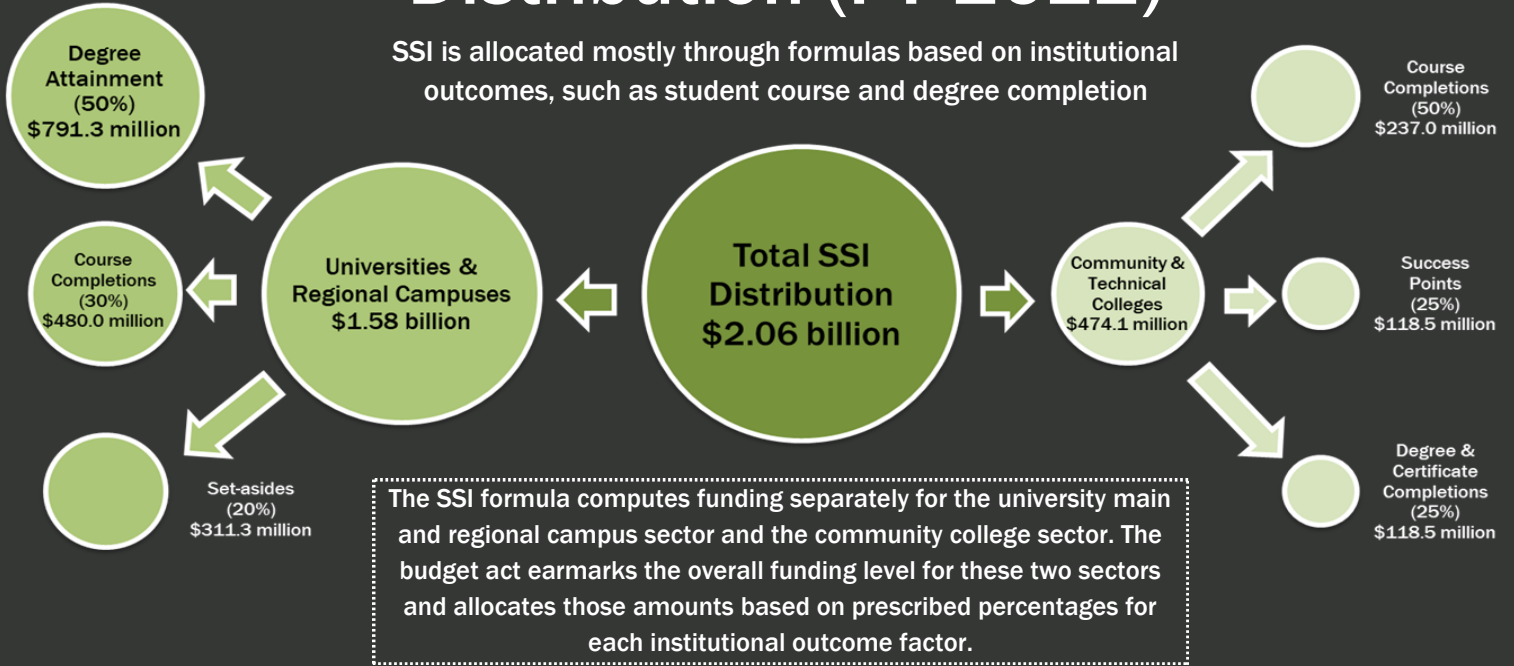 Distribution (FY 2022)
SSI is allocated mostly through formulas based on institutional
outcomes, such as student course and degree completion
Degree
Attainment
(50%)
$791.3 million
Course
Completions
(30%)
$480.0 million
Set-asides
(20%)
$311.3 million
Universities &
Regional Campuses
$1.58 billion
Total SSI
Distribution
$2.06 billion
Community &
Technical
Colleges
$474.1 million
Course
Completions
(50%)
$237.0 million
Success
Points
(25%)
$118.5 million
Degree &
Certificate
Completions
(25%)
$118.5 million
The SSI formula computes funding separately for the university main
and regional campus sector and the community college sector. The
budget act earmarks the overall funding level for these two sectors
and allocates those amounts based on prescribed percentages for
each institutional outcome factor.